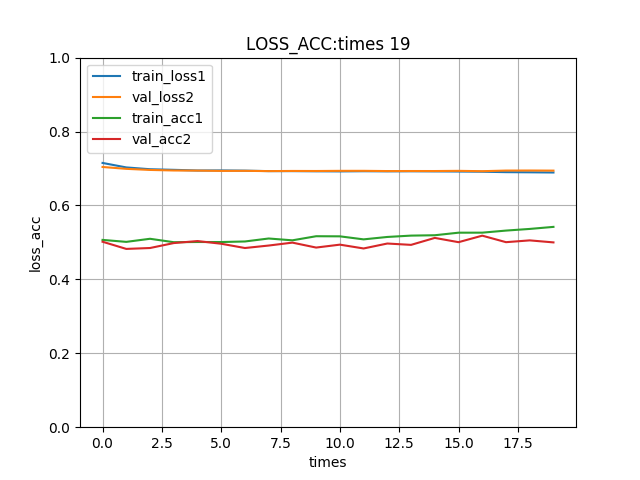 LOSS_ACC:times 19
1.0
0.8
0.6
0.4
0.2
0.0
loss_acc
train_loss1
val_loss2
train_acc1
val_acc2
0.0 2.5 5.0 7.5 10.0 12.5 15.0 17.5
times